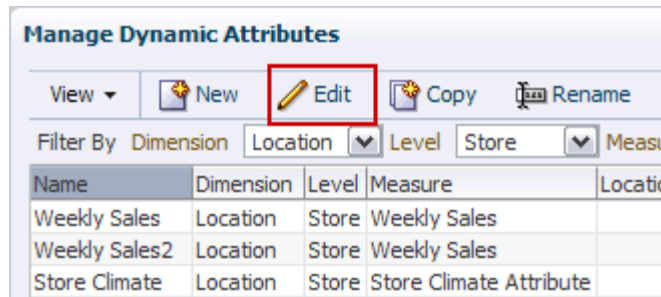 Manage Dynamic Attributes
View New Edit Copy Rename
Filter By Dimension Location Level Store
Name Dimension Level Measure
Weekly Sales Location Store Weekly Sales
Weekly Sales2 Location Store Weekly Sales
Store Climate Location Store Store Climate Attribute